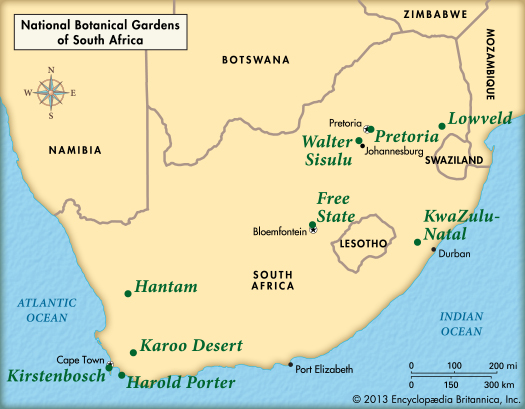 National Botanical Gardens
of South Africa
ZIMBABWE
BOTSWANA
MOZAMBIQUE
N
W E
S
NAMIBIA
Pretoria
Pretoria
Lowveld
Walter
Sisulu
Johannesburg
SWAZILAND
Free
State
Bloemfontein
LESOTHO
KwaZulu-
Natal
Durban
SOUTH
AFRICA
Hantam
ATLANTIC
OCEAN
INDIAN
OCEAN
Karoo Desert
Cape Town
Kirstenbosch
Harold Porter
Port Elizabeth
0 100 200 mi
0 150 300 km
© 2013 Encyclopædia Britannica, Inc.